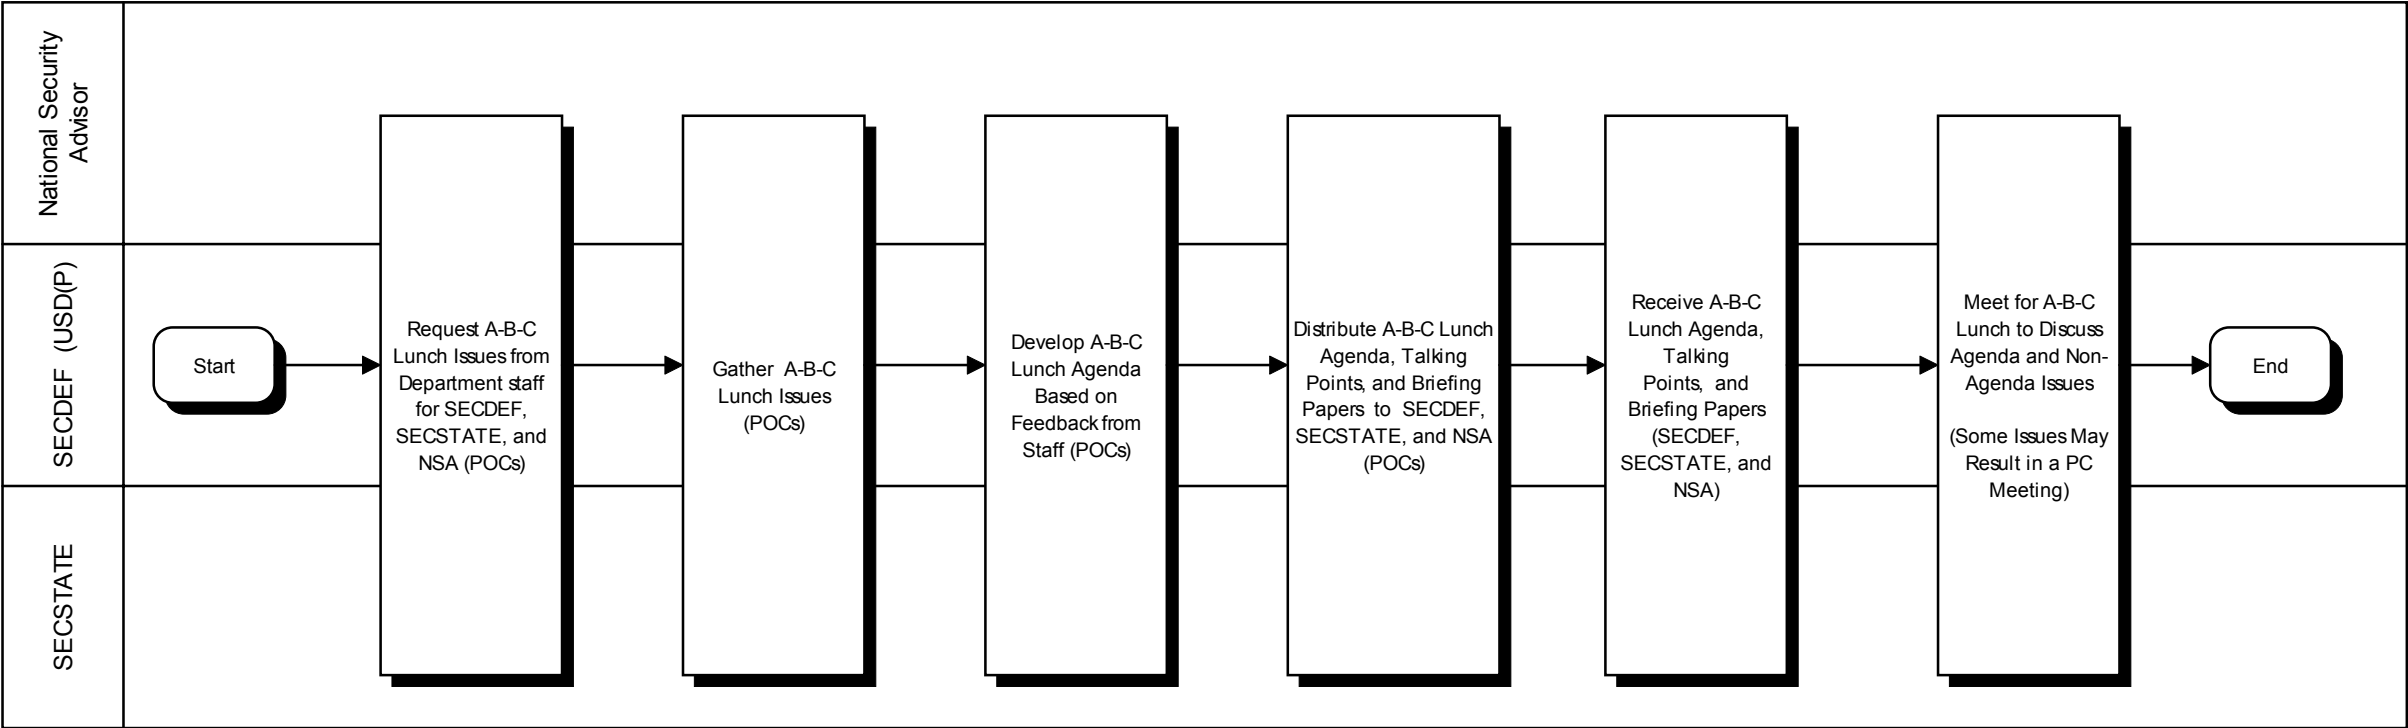 National Security
Advisor
SECDEF (USD(P)
SECSTATE
Start
Request A-B-C
Lunch Issues from
Department staff
for SECDEF,
SECSTATE, and
NSA (POCs)
Gather A-B-C
Lunch Issues
(POCs)
Develop A-B-C
Lunch Agenda
Based on
Feedback from
Staff (POCs)
Distribute A-B-C Lunch
Agenda, Talking
Points, and Briefing
Papers to SECDEF,
SECSTATE, and NSA
(POCs)
Receive A-B-C
Lunch Agenda,
Talking
Points, and
Briefing Papers
(SECDEF,
SECSTATE, and
NSA)
Meet for A-B-C
Lunch to Discuss
Agenda and Non-
Agenda Issues
(Some Issues May
Result in a PC
Meeting)
End